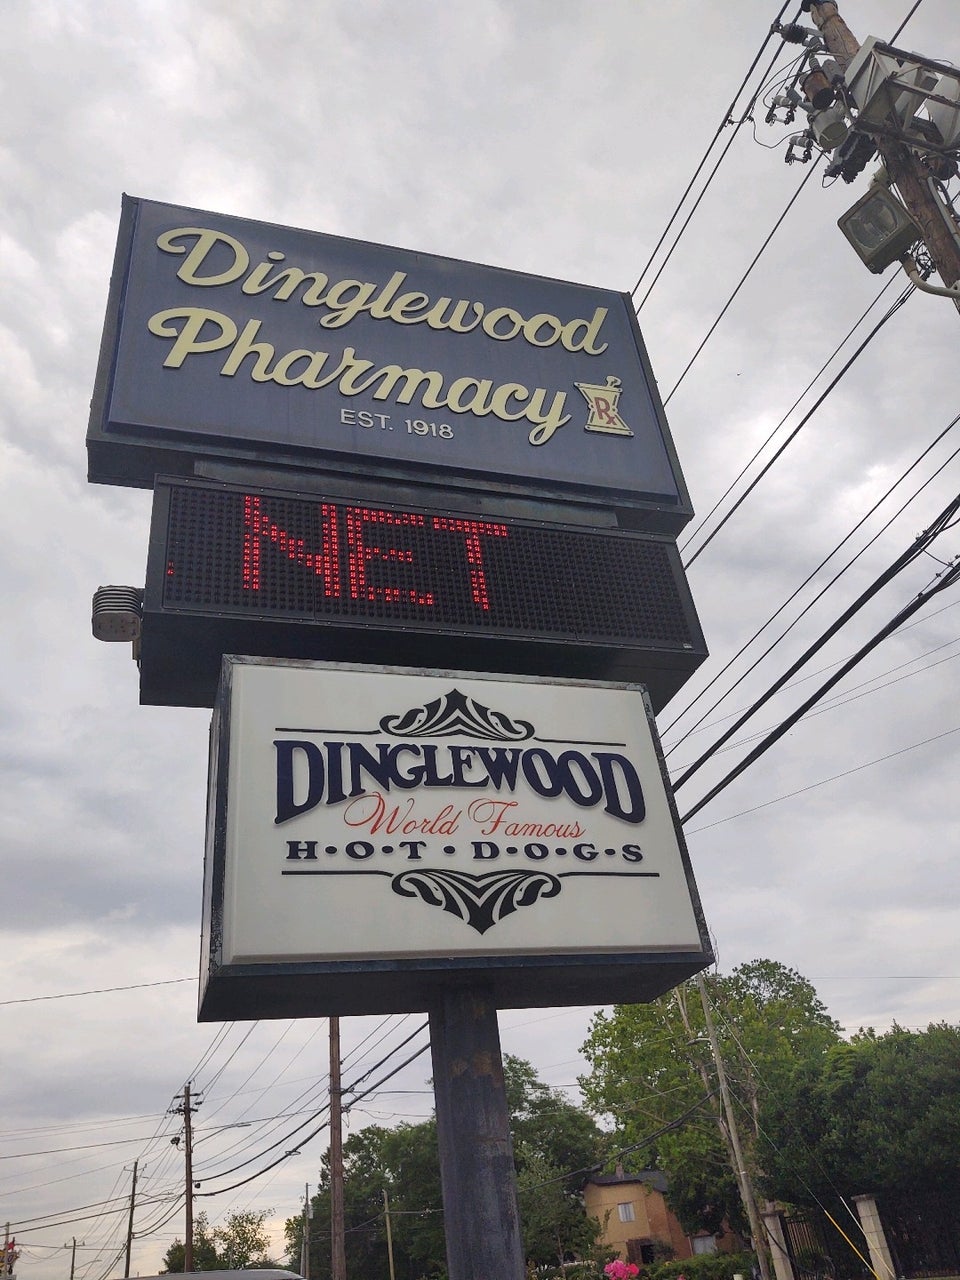 Dinglewood
Pharmacy
Rx
EST. 1918
NET
DINGLEWOOD
World Famous
H•O•T • D•O•G•S